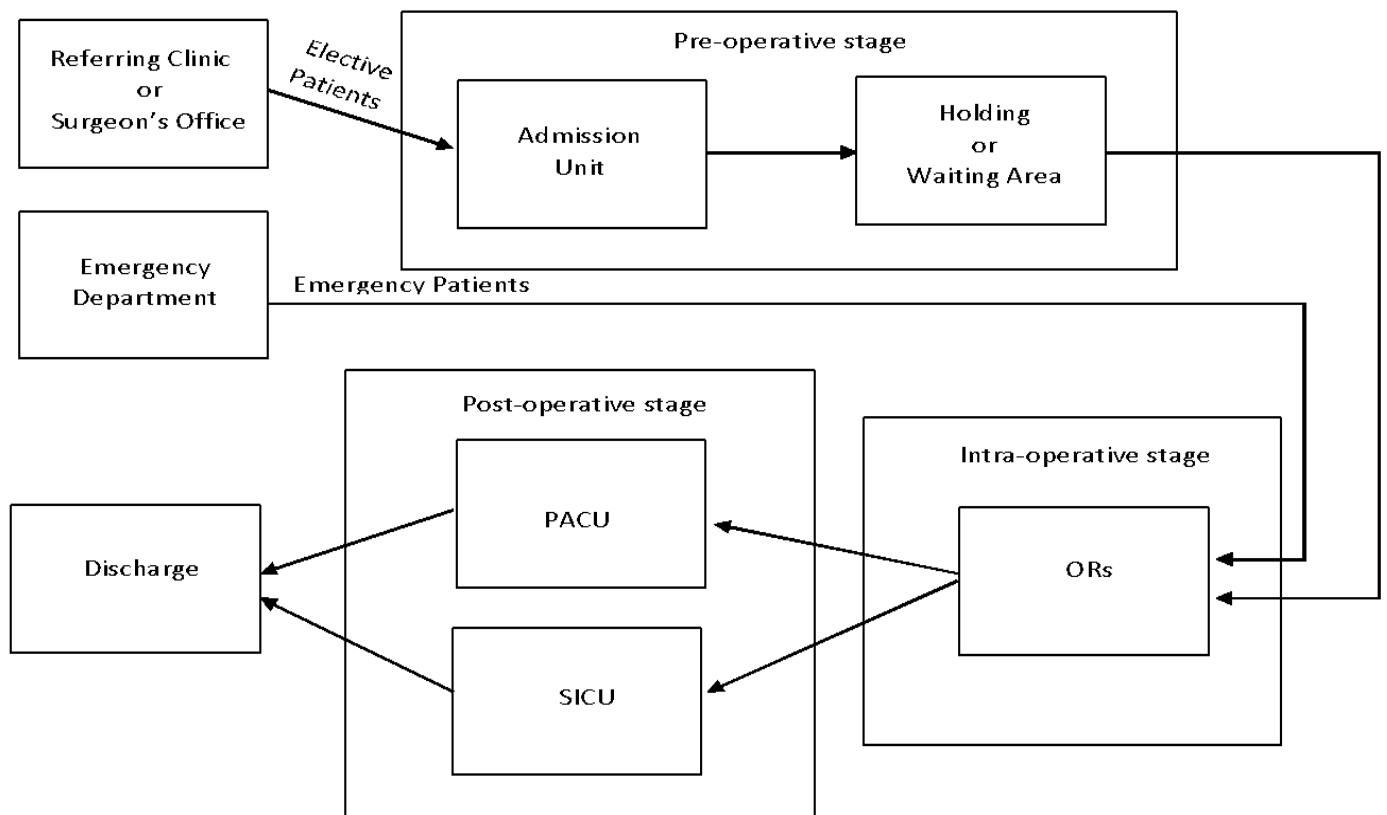 Referring Clinic
or
Surgeon's Office
Elective
Patients
Pre-operative stage
Admission
Unit
Holding
or
Waiting Area
Emergency
Department
Emergency Patients
Post-operative stage
PACU
SICU
Intra-operative stage
ORs
Discharge